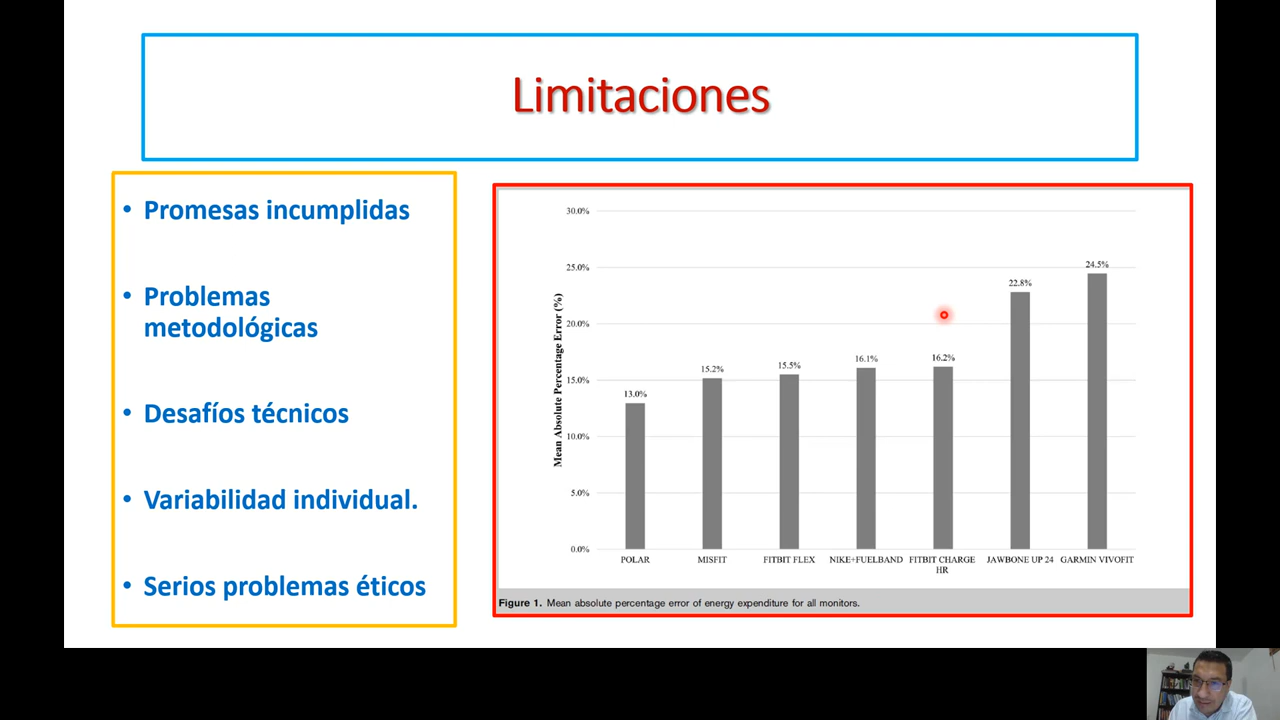 Limitaciones
• Promesas incumplidas
• Problemas
metodológicas
• Desafíos técnicos
• Variabilidad individual.
• Serios problemas éticos
Mean Absolute Percentage Error (%)
30.0%
25.0%
20.0%
15.0%
10.0%
5.0%
0.0%
13.0%
15.2%
15.5%
16.1%
16.2%
22.8%
24.5%
POLAR
MISFIT
FITBIT FLEX
NIKE+FUELBAND
FITBIT CHARGE
HR
JAWBONE UP 24
GARMIN VIVOFIT
Figure 1. Mean absolute percentage error of energy expenditure for all monitors.